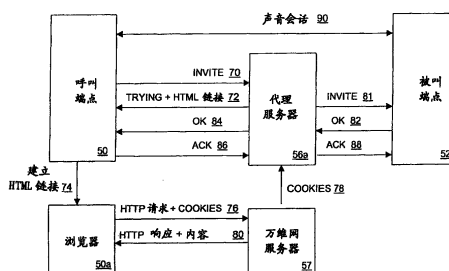 声音会话 90
呼叫
端点
50
INVITE 70
TRYING + HTML 链接 72
OK 84
ACK 86
代理
服务器
56a
INVITE 81
OK 82
ACK 88
被叫
端点
52
建立
HTML 链接 74
COOKIES 78
浏览器
50a
HTTP 请求 + COOKIES 76
HTTP 响应 + 内容 80
万维网
服务器
57